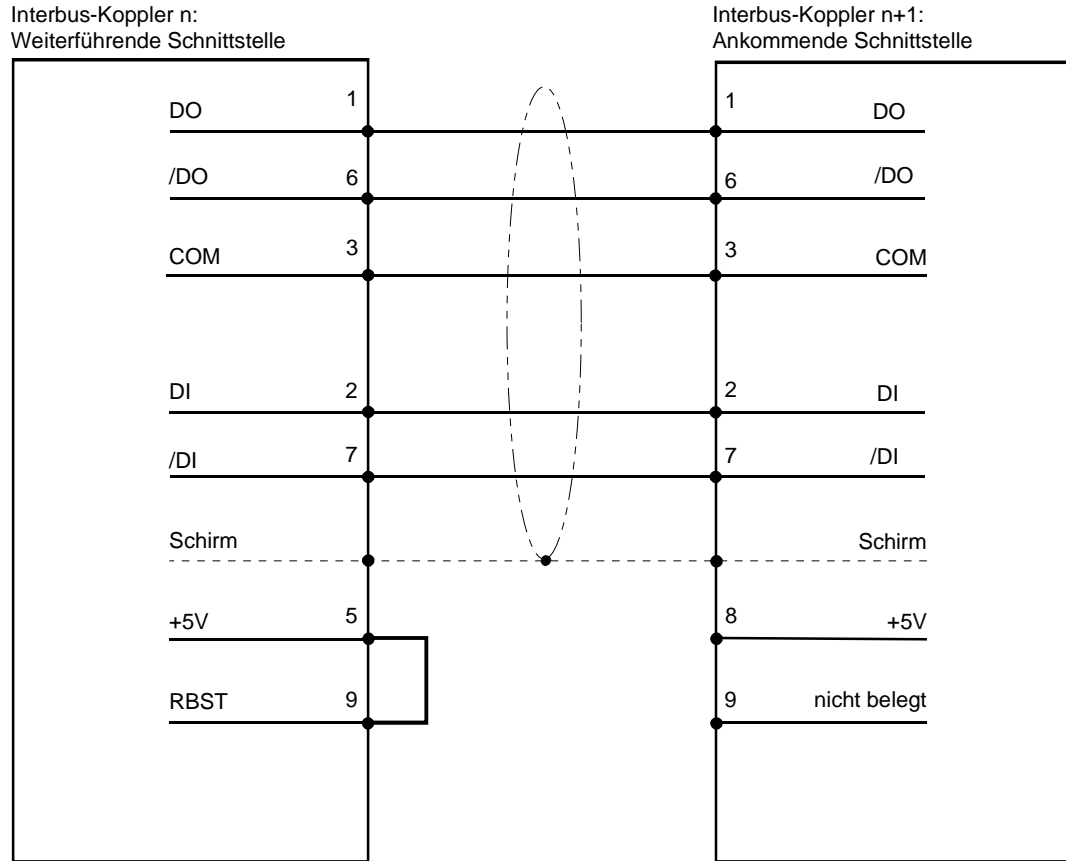 Interbus-Koppler n:
Weiterführende Schnittstelle
Interbus-Koppler n+1:
Ankommende Schnittstelle
DO 1 1 DO
/DO 6 6 /DO
COM 3 3 COM
DI 2 2 DI
/DI 7 7 /DI
Schirm Schirm
+5V 5 8 +5V
RBST 9 9 nicht belegt